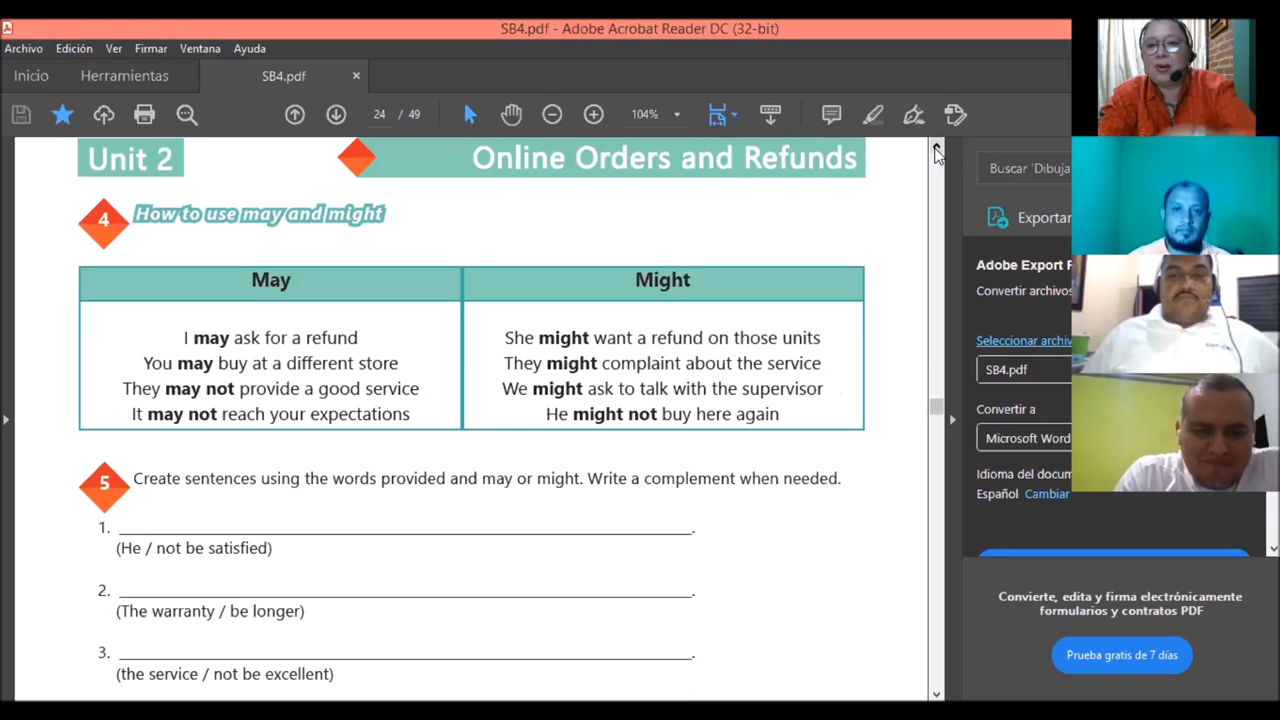 SB4.pdf - Adobe Acrobat Reader DC (32-bit)
Archivo Edición Ver Firmar Ventana Ayuda
Inicio Herramientas SB4.pdf ×
24 / 49 104%
Unit 2 Online Orders and Refunds
4 How to use may and might
May Might
I may ask for a refund She might want a refund on those units
You may buy at a different store They might complaint about the service
They may not provide a good service We might ask to talk with the supervisor
It may not reach your expectations He might not buy here again
5 Create sentences using the words provided and may or might. Write a complement when needed.
1. ______________________________.
(He / not be satisfied)
2. ______________________________.
(The warranty / be longer)
3. ______________________________.
(the service / not be excellent)
Buscar 'Dibuja
Exportar
Adobe Export P
Convertir archivos
Seleccionar archiv
SB4.pdf
Convertir a
Microsoft Word
Idioma del docum
Español Cambiar
Convierte, edita y firma electrónicamente
formularios y contratos PDF
Prueba gratis de 7 días